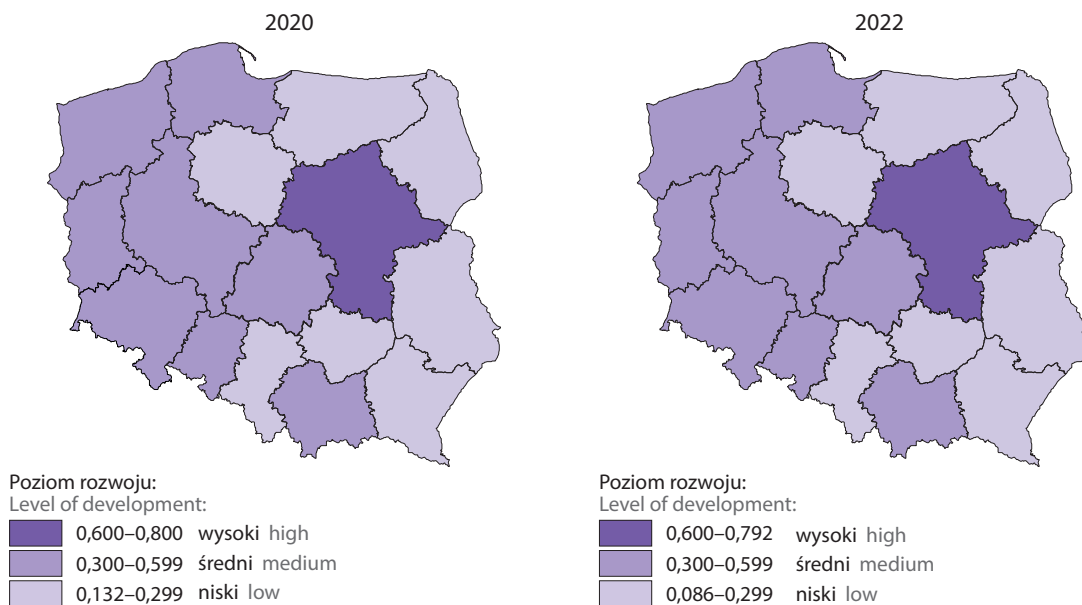 2020
Poziom rozwoju:
Level of development:
0,600–0,800 wysoki high
0,300–0,599 średni medium
0,132–0,299 niski low
2022
Poziom rozwoju:
Level of development:
0,600–0,792 wysoki high
0,300–0,599 średni medium
0,086–0,299 niski low